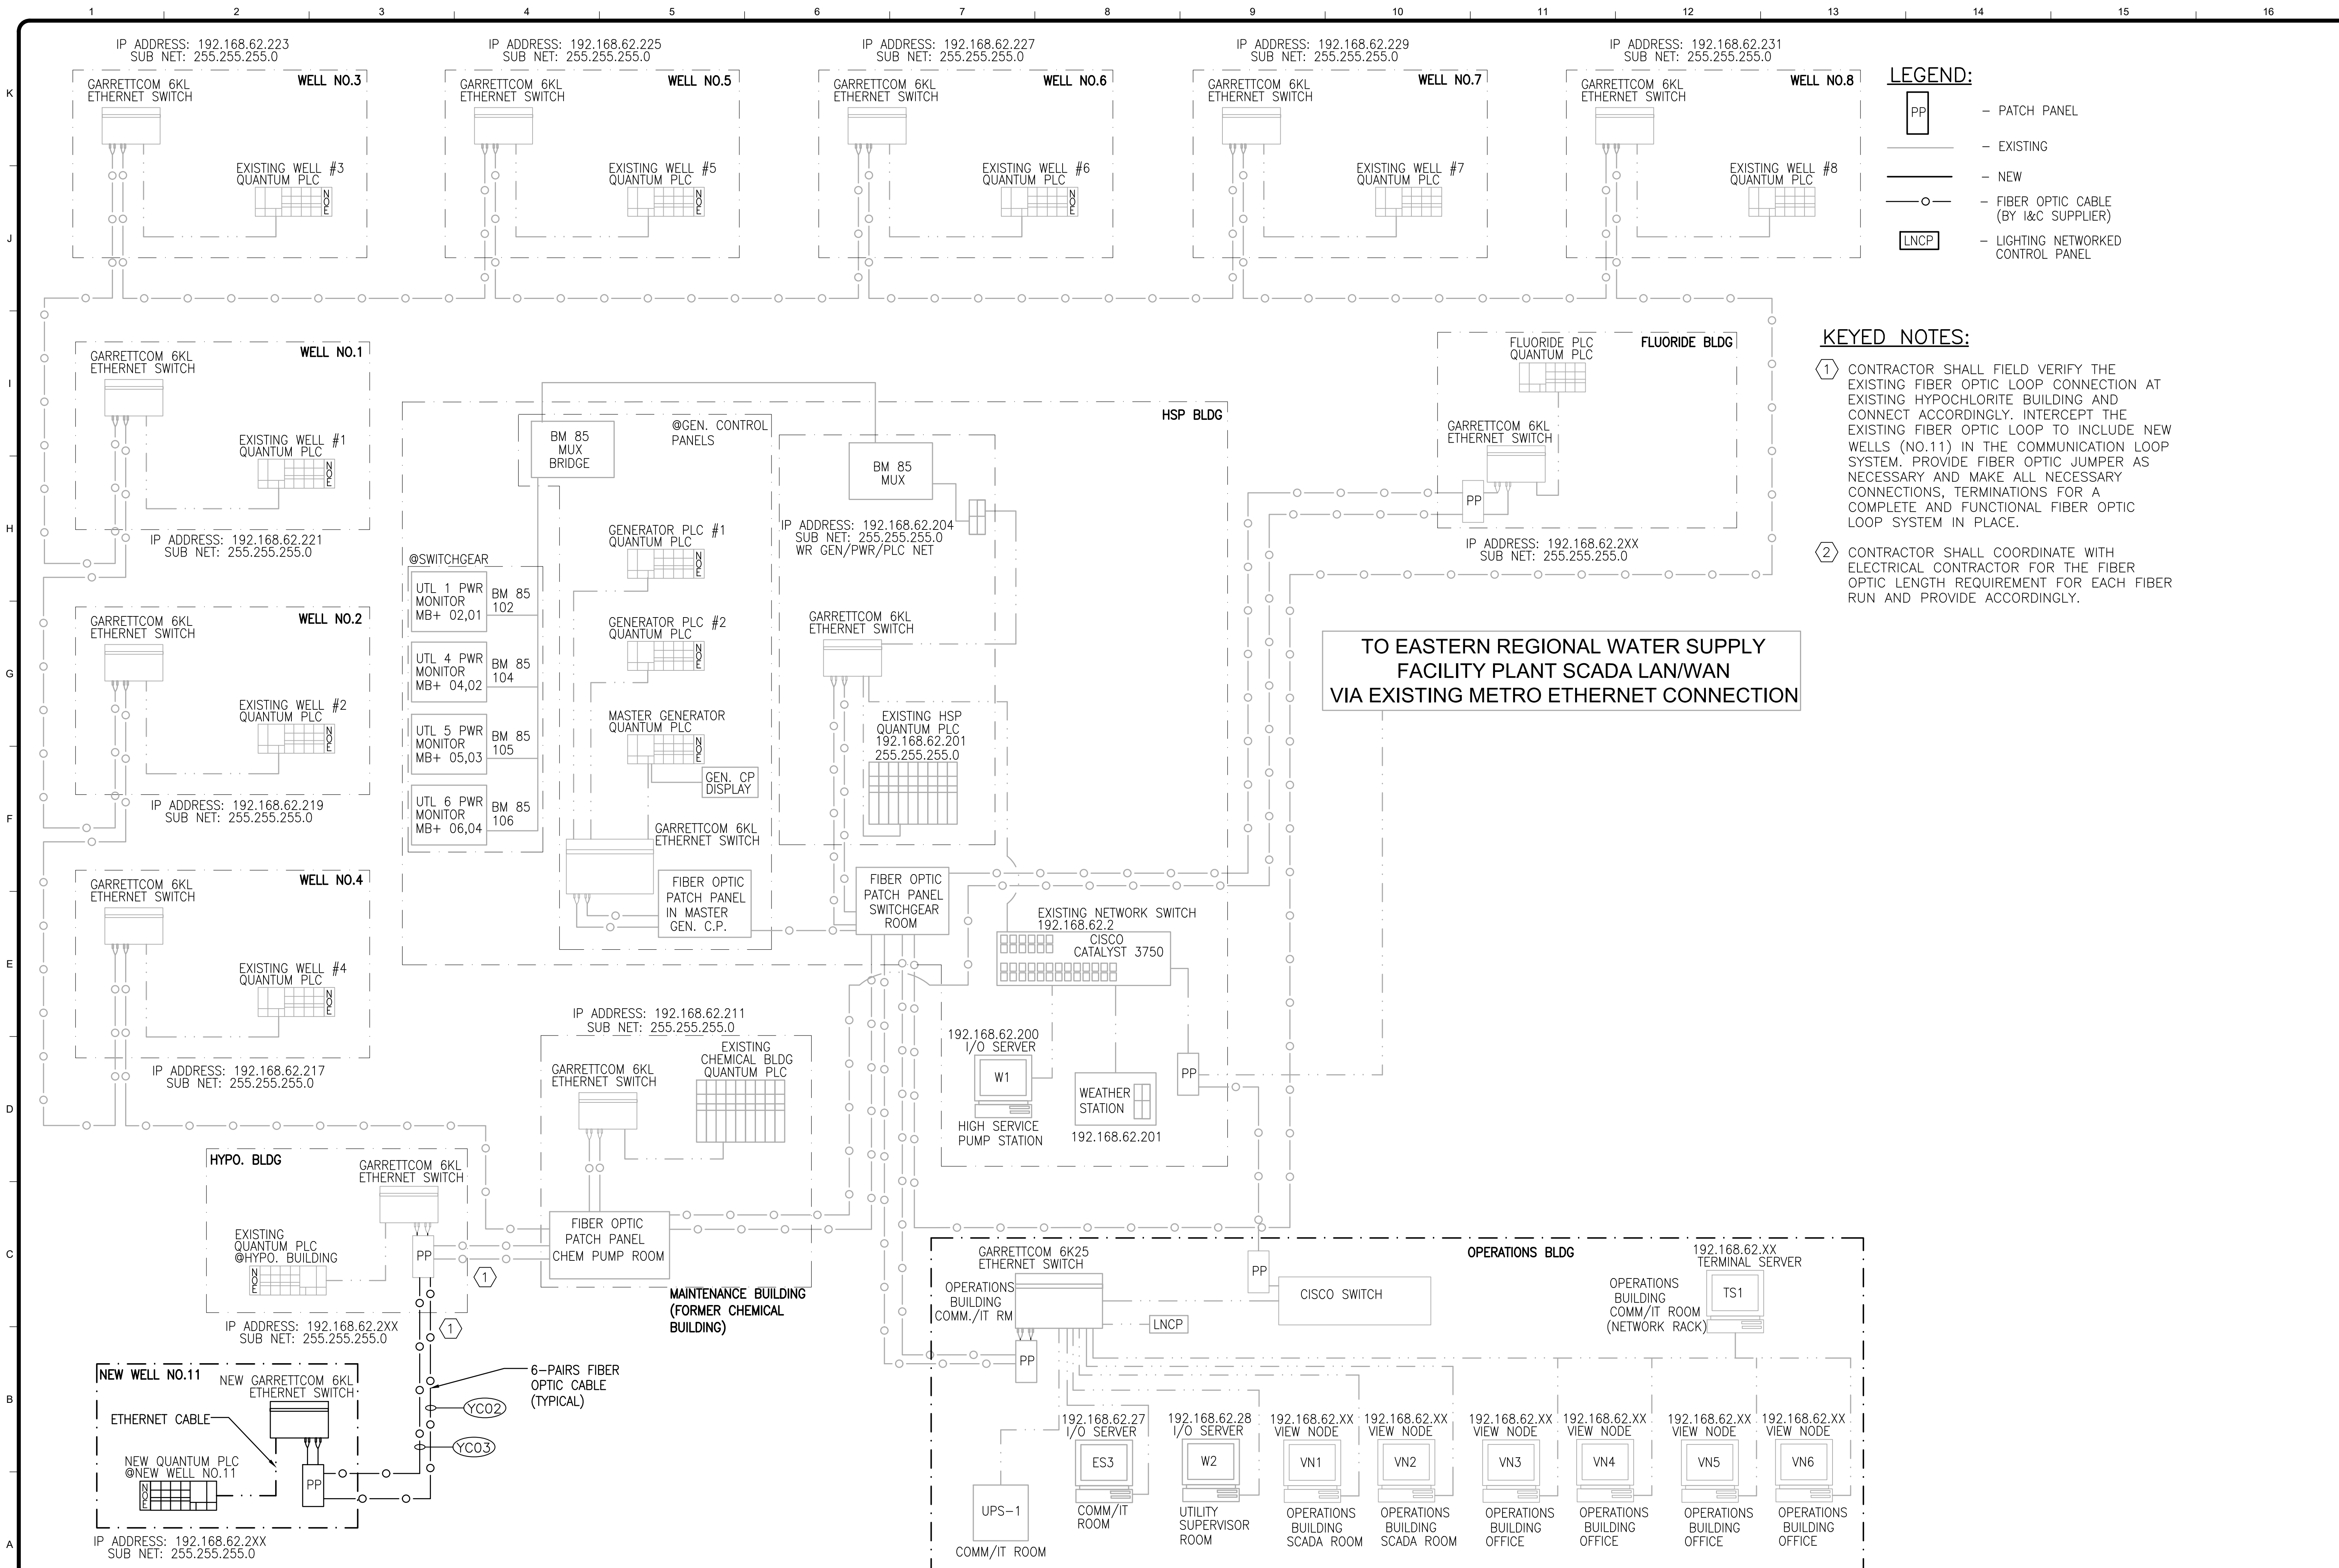 1 2 3 4 5 6 7 8 9 10 11 12 13 14 15 16
K
J
I
H
G
F
E
D
C
B
A
IP ADDRESS: 192.168.62.223
SUB NET: 255.255.255.0
WELL NO.3
GARRETTCOM 6KL
ETHERNET SWITCH
EXISTING WELL #3
QUANTUM PLC
NOE
IP ADDRESS: 192.168.62.225
SUB NET: 255.255.255.0
WELL NO.5
GARRETTCOM 6KL
ETHERNET SWITCH
EXISTING WELL #5
QUANTUM PLC
NOE
IP ADDRESS: 192.168.62.227
SUB NET: 255.255.255.0
WELL NO.6
GARRETTCOM 6KL
ETHERNET SWITCH
EXISTING WELL #6
QUANTUM PLC
NOE
IP ADDRESS: 192.168.62.229
SUB NET: 255.255.255.0
WELL NO.7
GARRETTCOM 6KL
ETHERNET SWITCH
EXISTING WELL #7
QUANTUM PLC
IP ADDRESS: 192.168.62.231
SUB NET: 255.255.255.0
WELL NO.8
GARRETTCOM 6KL
ETHERNET SWITCH
EXISTING WELL #8
QUANTUM PLC
LEGEND:
PP – PATCH PANEL
– EXISTING
– NEW
– FIBER OPTIC CABLE
(BY I&C SUPPLIER)
LNCP – LIGHTING NETWORKED
CONTROL PANEL
KEYED NOTES:
1 CONTRACTOR SHALL FIELD VERIFY THE
EXISTING FIBER OPTIC LOOP CONNECTION AT
EXISTING HYPOCHLORITE BUILDING AND
CONNECT ACCORDINGLY. INTERCEPT THE
EXISTING FIBER OPTIC LOOP TO INCLUDE NEW
WELLS (NO.11) IN THE COMMUNICATION LOOP
SYSTEM. PROVIDE FIBER OPTIC JUMPER AS
NECESSARY AND MAKE ALL NECESSARY
CONNECTIONS, TERMINATIONS FOR A
COMPLETE AND FUNCTIONAL FIBER OPTIC
LOOP SYSTEM IN PLACE.
2 CONTRACTOR SHALL COORDINATE WITH
ELECTRICAL CONTRACTOR FOR THE FIBER
OPTIC LENGTH REQUIREMENT FOR EACH FIBER
RUN AND PROVIDE ACCORDINGLY.
WELL NO.1
GARRETTCOM 6KL
ETHERNET SWITCH
EXISTING WELL #1
QUANTUM PLC
NOE
IP ADDRESS: 192.168.62.221
SUB NET: 255.255.255.0
WELL NO.2
GARRETTCOM 6KL
ETHERNET SWITCH
EXISTING WELL #2
QUANTUM PLC
NOE
IP ADDRESS: 192.168.62.219
SUB NET: 255.255.255.0
WELL NO.4
GARRETTCOM 6KL
ETHERNET SWITCH
EXISTING WELL #4
QUANTUM PLC
NOE
IP ADDRESS: 192.168.62.217
SUB NET: 255.255.255.0
HSP BLDG
@GEN. CONTROL
PANELS
BM 85
MUX
BRIDGE
BM 85
MUX
IP ADDRESS: 192.168.62.204
SUB NET: 255.255.255.0
WR GEN/PWR/PLC NET
@SWITCHGEAR
UTL 1 PWR
MONITOR
MB+ 02,01
BM 85
102
UTL 4 PWR
MONITOR
MB+ 04,02
BM 85
104
UTL 5 PWR
MONITOR
MB+ 05,03
BM 85
105
UTL 6 PWR
MONITOR
MB+ 06,04
BM 85
106
GENERATOR PLC #1
QUANTUM PLC
NOE
GENERATOR PLC #2
QUANTUM PLC
NOE
MASTER GENERATOR
QUANTUM PLC
NOE
GEN. CP
DISPLAY
GARRETTCOM 6KL
ETHERNET SWITCH
FIBER OPTIC
PATCH PANEL
IN MASTER
GEN. C.P.
GARRETTCOM 6KL
ETHERNET SWITCH
EXISTING HSP
QUANTUM PLC
192.168.62.201
255.255.255.0
FIBER OPTIC
PATCH PANEL
SWITCHGEAR
ROOM
EXISTING NETWORK SWITCH
192.168.62.2
CISCO
CATALYST 3750
192.168.62.200
I/O SERVER
W1
HIGH SERVICE
PUMP STATION
WEATHER
STATION
192.168.62.201
PP
FLUORIDE BLDG
FLUORIDE PLC
QUANTUM PLC
GARRETTCOM 6KL
ETHERNET SWITCH
PP
IP ADDRESS: 192.168.62.2XX
SUB NET: 255.255.255.0
TO EASTERN REGIONAL WATER SUPPLY
FACILITY PLANT SCADA LAN/WAN
VIA EXISTING METRO ETHERNET CONNECTION
IP ADDRESS: 192.168.62.211
SUB NET: 255.255.255.0
EXISTING
CHEMICAL BLDG
QUANTUM PLC
GARRETTCOM 6KL
ETHERNET SWITCH
FIBER OPTIC
PATCH PANEL
CHEM PUMP ROOM
MAINTENANCE BUILDING
(FORMER CHEMICAL
BUILDING)
HYPO. BLDG
GARRETTCOM 6KL
ETHERNET SWITCH
EXISTING
QUANTUM PLC
@HYPO. BUILDING
NOE
PP
1
IP ADDRESS: 192.168.62.2XX
SUB NET: 255.255.255.0
1
NEW WELL NO.11
NEW GARRETTCOM 6KL
ETHERNET SWITCH
ETHERNET CABLE
NEW QUANTUM PLC
@NEW WELL NO.11
NOE
PP
6–PAIRS FIBER
OPTIC CABLE
(TYPICAL)
YC02
YC03
IP ADDRESS: 192.168.62.2XX
SUB NET: 255.255.255.0
OPERATIONS BLDG
GARRETTCOM 6K25
ETHERNET SWITCH
OPERATIONS
BUILDING
COMM./IT RM
PP
CISCO SWITCH
LNCP
PP
192.168.62.XX
TERMINAL SERVER
TS1
OPERATIONS
BUILDING
COMM/IT ROOM
(NETWORK RACK)
UPS–1
COMM/IT ROOM
192.168.62.27
I/O SERVER
ES3
COMM/IT
ROOM
192.168.62.28
I/O SERVER
W2
UTILITY
SUPERVISOR
ROOM
192.168.62.XX
VIEW NODE
VN1
OPERATIONS
BUILDING
SCADA ROOM
192.168.62.XX
VIEW NODE
VN2
OPERATIONS
BUILDING
SCADA ROOM
192.168.62.XX
VIEW NODE
VN3
OPERATIONS
BUILDING
OFFICE
192.168.62.XX
VIEW NODE
VN4
OPERATIONS
BUILDING
OFFICE
192.168.62.XX
VIEW NODE
VN5
OPERATIONS
BUILDING
OFFICE
192.168.62.XX
VIEW NODE
VN6
OPERATIONS
BUILDING
OFFICE